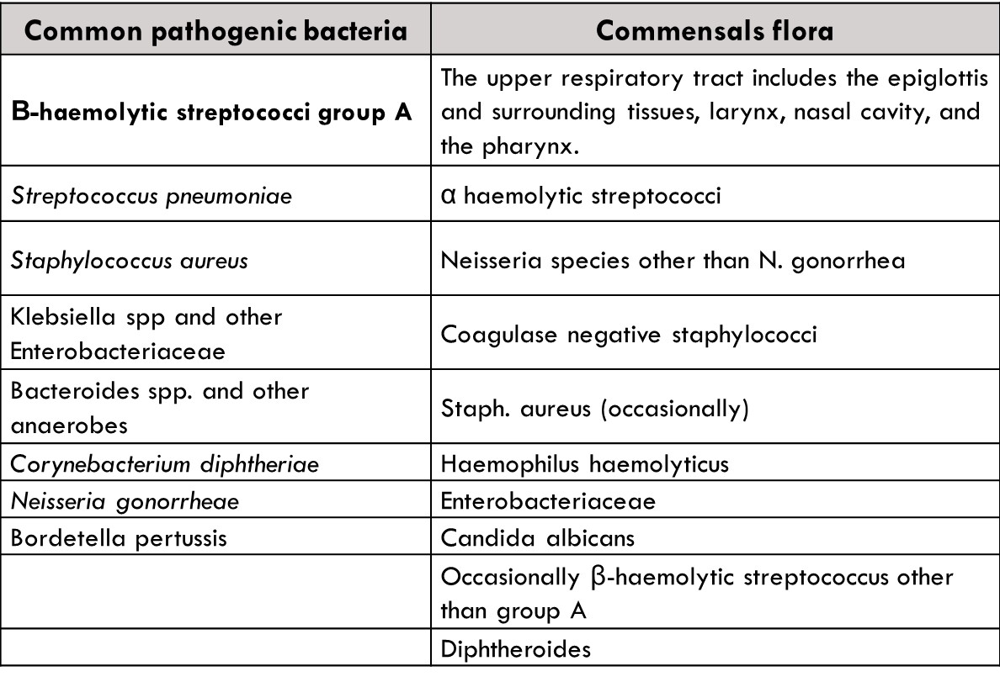 Common pathogenic bacteria
Commensals flora
B-haemolytic streptococci group A
The upper respiratory tract includes the epiglottis
and surrounding tissues, larynx, nasal cavity, and
the pharynx.
Streptococcus pneumoniae
α haemolytic streptococci
Staphylococcus aureus
Neisseria species other than N. gonorrhea
Klebsiella spp and other
Enterobacteriaceae
Coagulase negative staphylococci
Bacteroides spp. and other
anaerobes
Staph. aureus (occasionally)
Corynebacterium diphtheriae
Haemophilus haemolyticus
Neisseria gonorrheae
Enterobacteriaceae
Bordetella pertussis
Candida albicans
Occasionally β-haemolytic streptococcus other
than group A
Diphtheroides